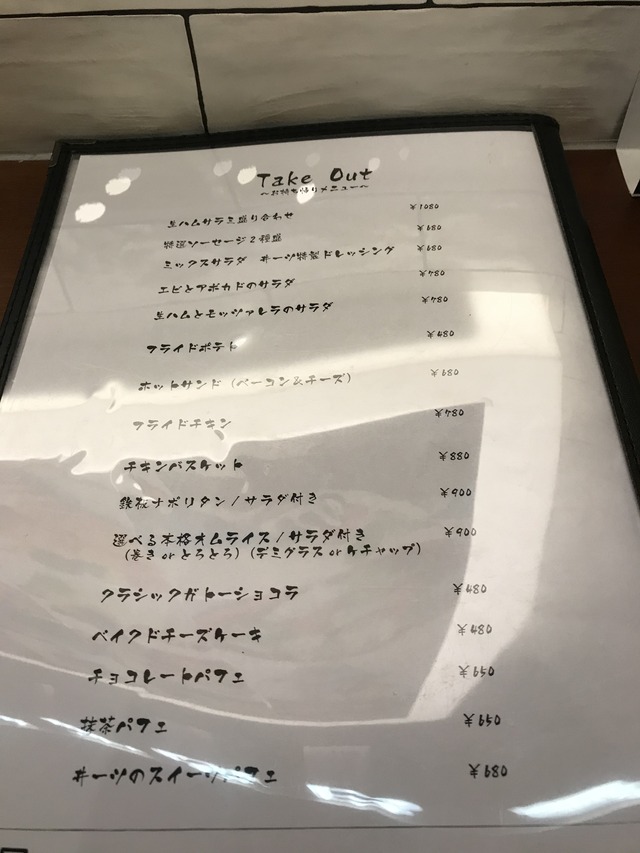 Take Out
～お持ち帰りメニュー～
生ハムサラミ盛り合わせ ¥1080
特選ソーセージ2種盛 ¥680
ミックスサラダ キーツ特製ドレッシング ¥680
エビとアボカドのサラダ ¥780
生ハムとモッツァレラのサラダ ¥780
フライドポテト ¥480
ホットサンド（ベーコン&チーズ） ¥680
フライドチキン ¥780
チキンバスケット ¥880
鉄板ナポリタン/サラダ付き ¥900
選べる本格オムライス/サラダ付き ¥900
（巻きorとろとろ）（デミグラスorケチャップ）
クラシックガトーショコラ ¥480
ベイクドチーズケーキ ¥480
チョコレートパフェ ¥650
抹茶パフェ ¥650
キーツのスイーツパフェ ¥680